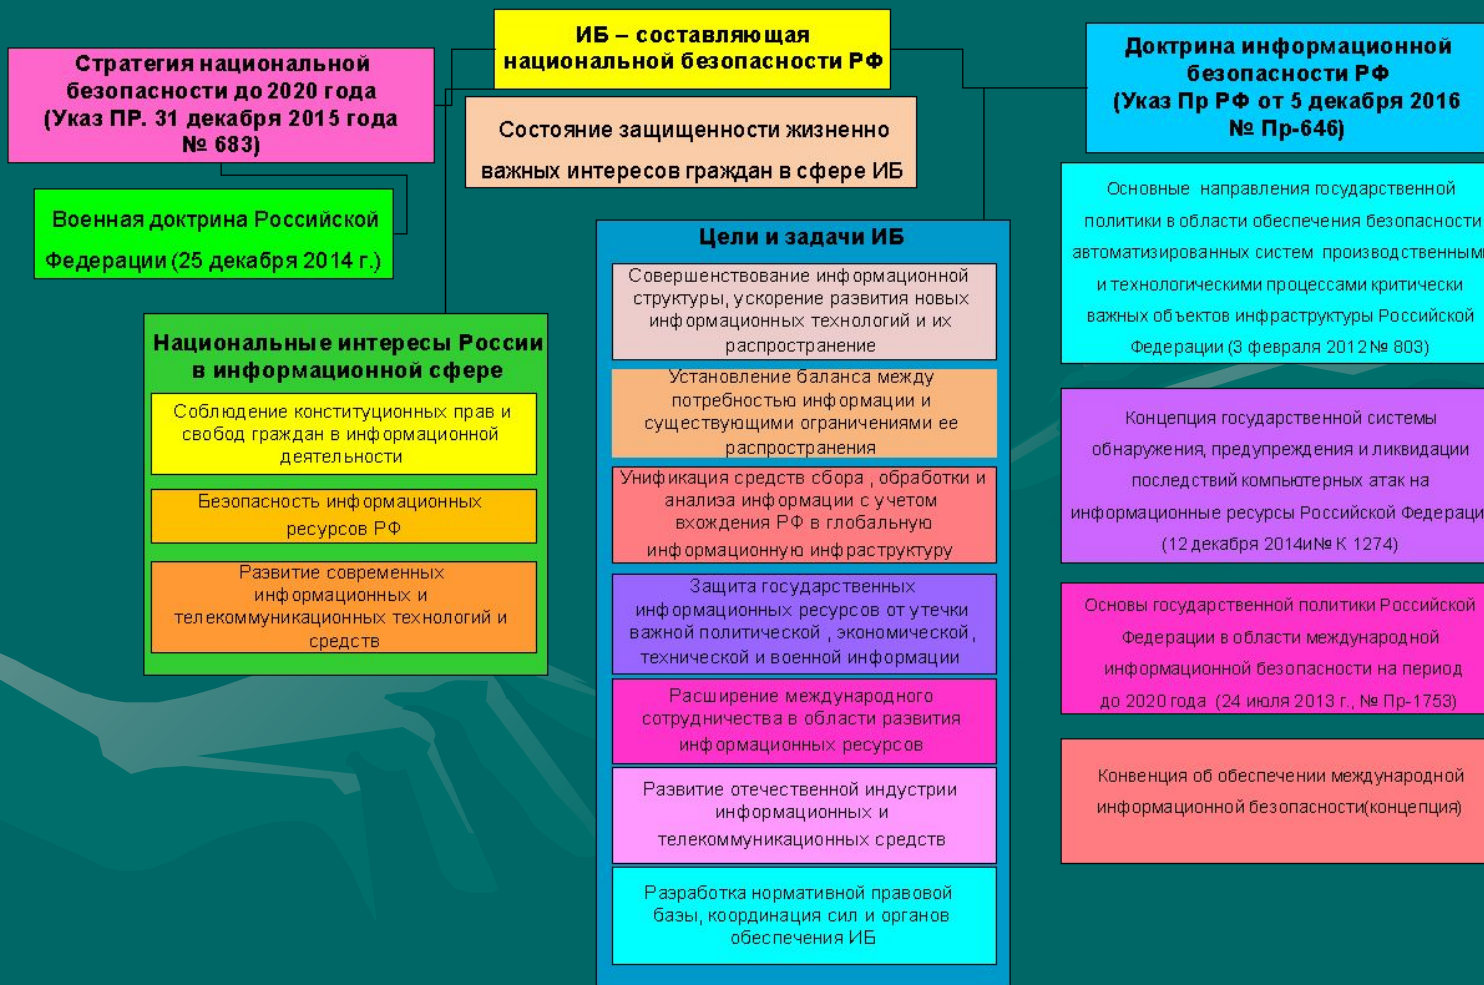 ИБ – составляющая
национальной безопасности РФ
Стратегия национальной
безопасности до 2020 года
(Указ ПР. 31 декабря 2015 года
№ 683)
Доктрина информационной
безопасности РФ
(Указ Пр РФ от 5 декабря 2016
№ Пр-646)
Состояние защищенности жизненно
важных интересов граждан в сфере ИБ
Военная доктрина Российской
Федерации (25 декабря 2014 г.)
Национальные интересы России
в информационной сфере
Соблюдение конституционных прав и
свобод граждан в информационной
деятельности
Безопасность информационных
ресурсов РФ
Развитие современных
информационных и
телекоммуникационных технологий и
средств
Цели и задачи ИБ
Совершенствование информационной
структуры, ускорение развития новых
информационных технологий и их
распространение
Установление баланса между
потребностью информации и
существующими ограничениями ее
распространения
Унификация средств сбора , обработки и
анализа информации с учетом
вхождения РФ в глобальную
информационную инфраструктуру
Защита государственных
информационных ресурсов от утечки
важной политической , экономической ,
технической и военной информации
Расширение международного
сотрудничества в области развития
информационных ресурсов
Развитие отечественной индустрии
информационных и
телекоммуникационных средств
Разработка нормативной правовой
базы, координация сил и органов
обеспечения ИБ
Основные направления государственной
политики в области обеспечения безопасности
автоматизированных систем производственным
и технологическими процессами критически
важных объектов инфраструктуры Российской
Федерации (3 февраля 2012 № 803)
Концепция государственной системы
обнаружения, предупреждения и ликвидации
последствий компьютерных атак на
информационные ресурсы Российской Федераци
(12 декабря 2014и№ К 1274)
Основы государственной политики Российской
Федерации в области международной
информационной безопасности на период
до 2020 года (24 июля 2013 г., № Пр-1753)
Конвенция об обеспечении международной
информационной безопасности(концепция)